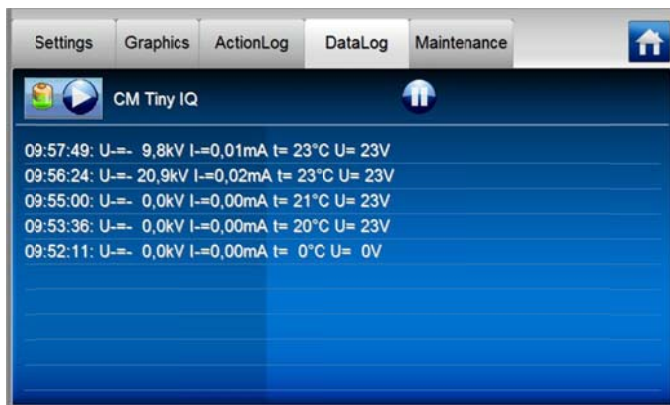 Settings Graphics ActionLog DataLog Maintenance
CM Tiny IQ
09:57:49: U-=- 9,8kV I-=0,01mA t= 23°C U= 23V
09:56:24: U-=- 20,9kV I-=0,02mA t= 23°C U= 23V
09:55:00: U-=- 0,0kV I-=0,00mA t= 21°C U= 23V
09:53:36: U-=- 0,0kV I-=0,00mA t= 20°C U= 23V
09:52:11: U-=- 0,0kV I-=0,00mA t= 0°C U= 0V